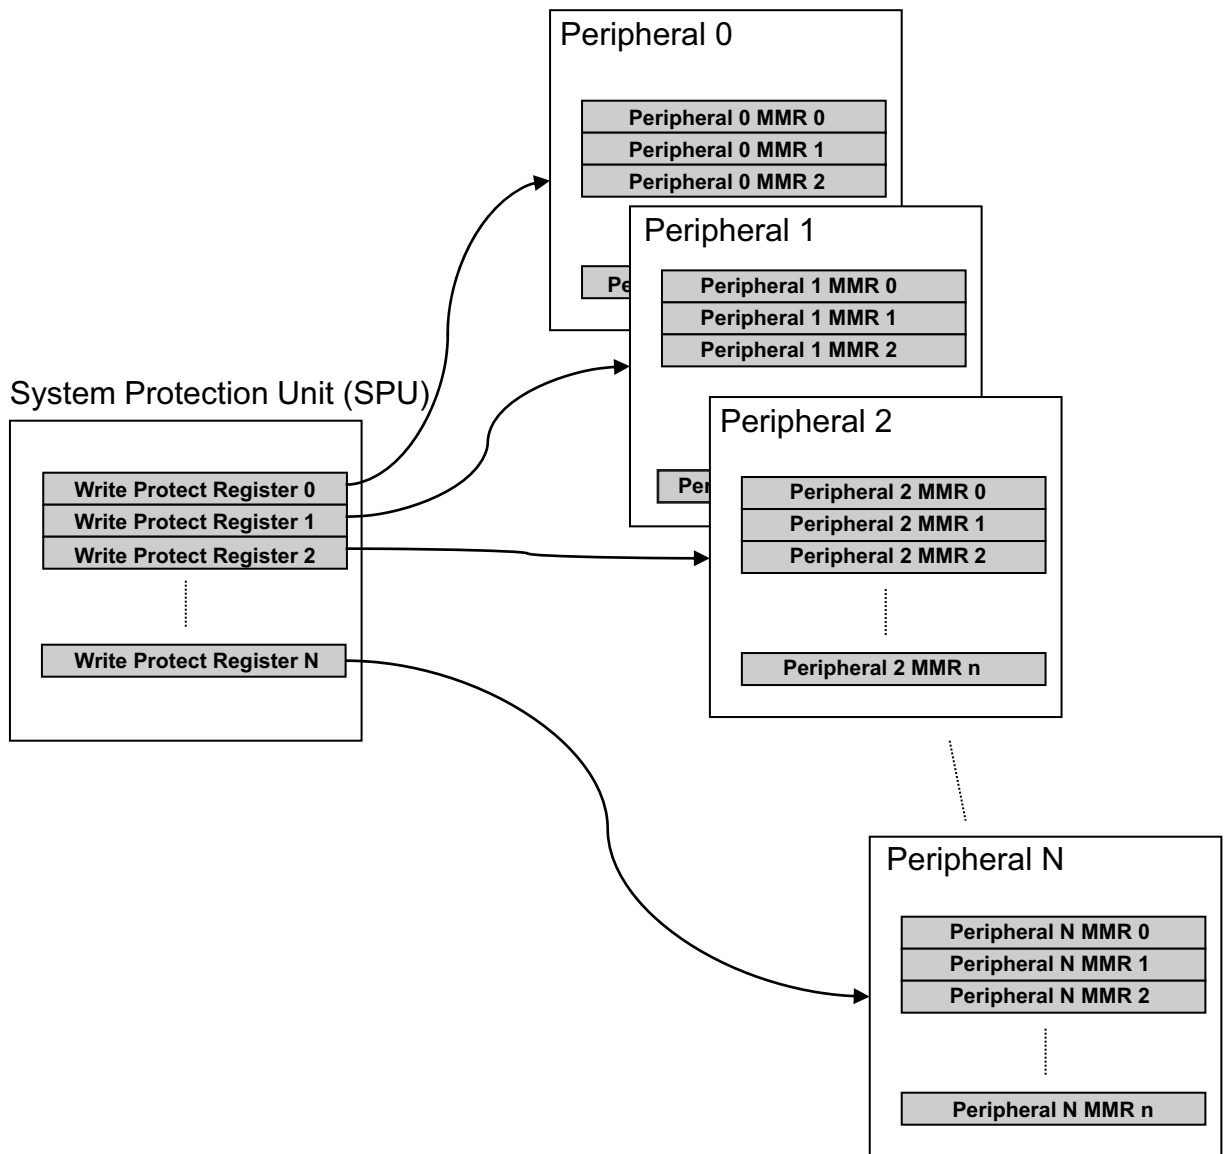 Peripheral 0
Peripheral 0 MMR 0
Peripheral 0 MMR 1
Peripheral 0 MMR 2
Pe
Peripheral 1
Peripheral 1 MMR 0
Peripheral 1 MMR 1
Peripheral 1 MMR 2
Per
System Protection Unit (SPU)
Write Protect Register 0
Write Protect Register 1
Write Protect Register 2
Write Protect Register N
Peripheral 2
Peripheral 2 MMR 0
Peripheral 2 MMR 1
Peripheral 2 MMR 2
Peripheral 2 MMR n
Peripheral N
Peripheral N MMR 0
Peripheral N MMR 1
Peripheral N MMR 2
Peripheral N MMR n